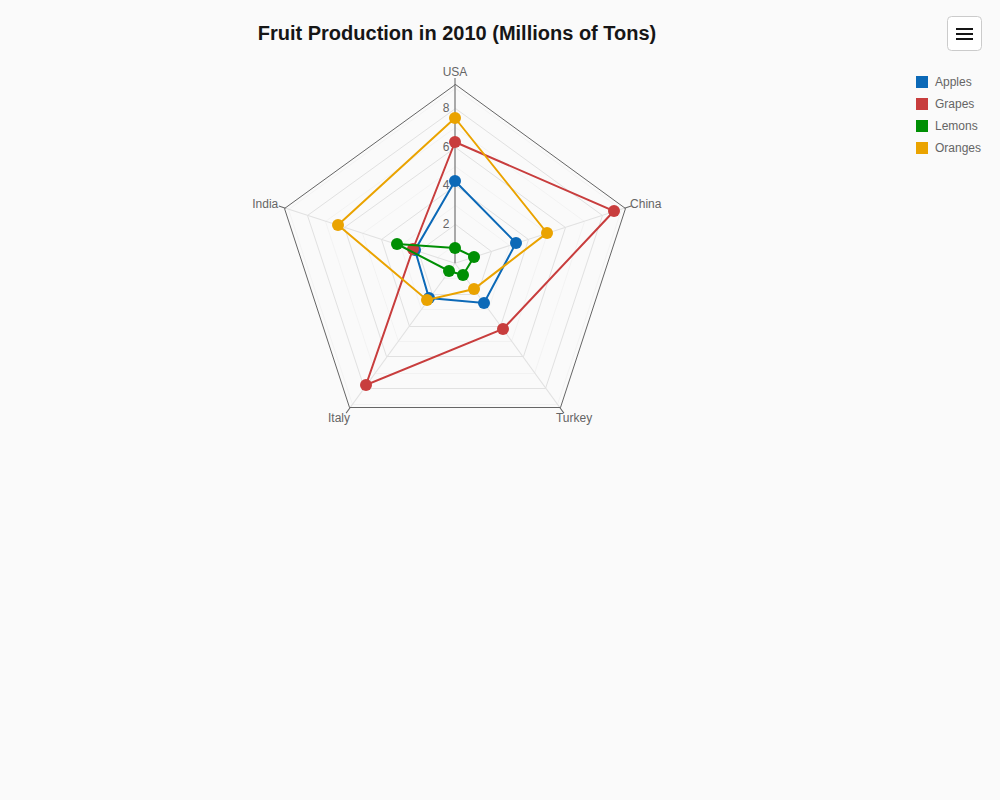 Fruit Production in 2010 (Millions of Tons)
USA
8
6
4
2
India
China
Italy
Turkey
Apples
Grapes
Lemons
Oranges